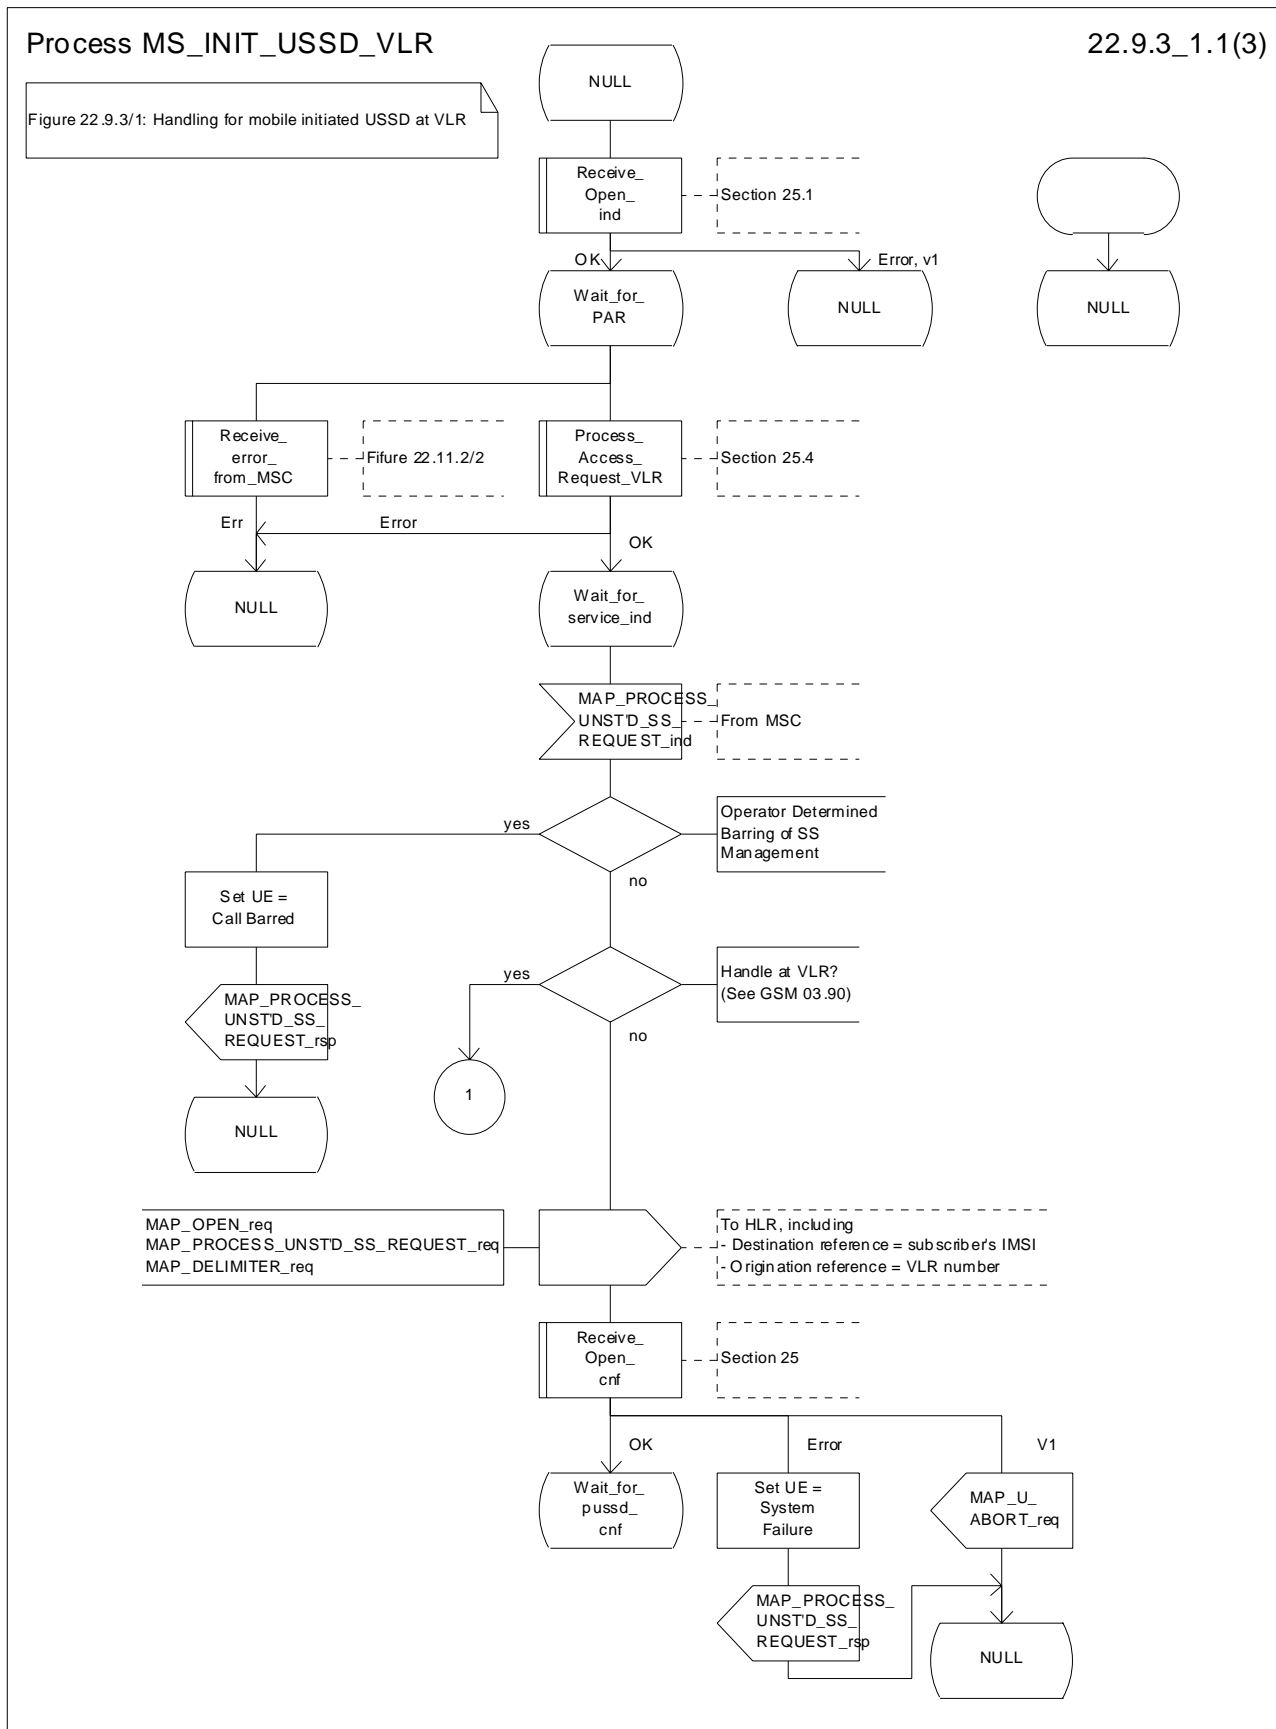 Process MS_INIT_USSD_VLR
22.9.3_1.1(3)
Figure 22.9.3/1: Handling for mobile initiated USSD at VLR
NULL
Receive_
Open_
ind
Section 25.1
OK
Error, v1
Wait_for_
PAR
NULL
NULL
Receive_
error_
from_MSC
Fifure 22.11.2/2
Process_
Access_
Request_VLR
Section 25.4
Err
Error
OK
NULL
Wait_for_
service_ind
MAP_PROCESS_
UNST'D_SS_
REQUEST_ind
From MSC
yes
Operator Determined
Barring of SS
Management
no
Set UE =
Call Barred
yes
Handle at VLR?
(See GSM 03.90)
MAP_PROCESS_
UNST'D_SS_
REQUEST_rsp
no
1
NULL
MAP_OPEN_req
MAP_PROCESS_UNST'D_SS_REQUEST_req
MAP_DELIMITER_req
To HLR, including
- Destination reference = subscriber's IMSI
- Origination reference = VLR number
Receive_
Open_
cnf
Section 25
OK
Error
V1
Wait_for_
pussd_
cnf
Set UE =
System
Failure
MAP_U_
ABORT_req
MAP_PROCESS_
UNST'D_SS_
REQUEST_rsp
NULL